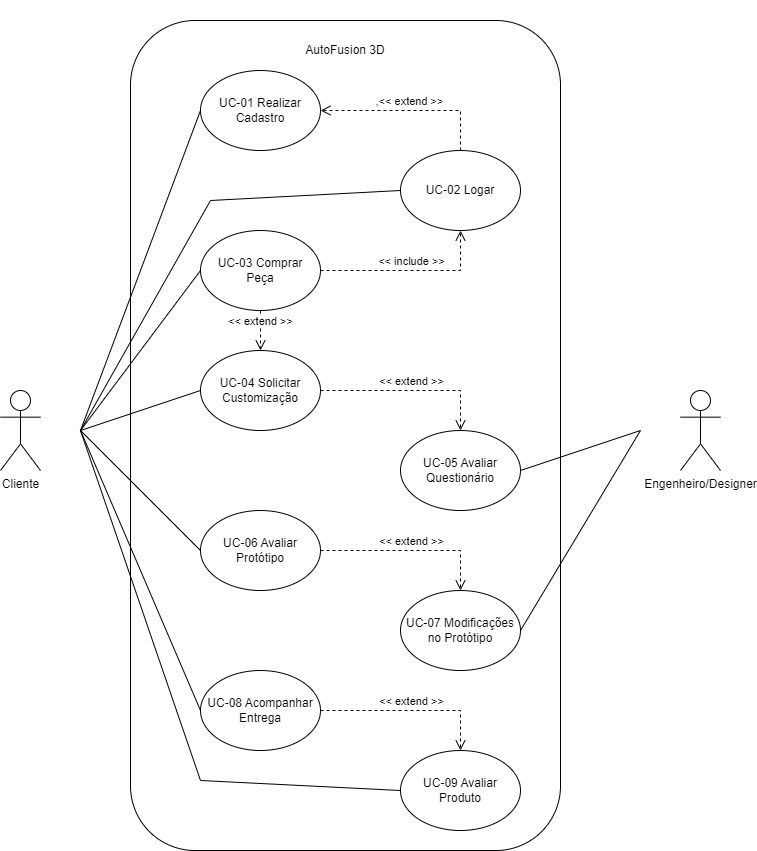 AutoFusion 3D
UC-01 Realizar
Cadastro
.<< extend >>
UC-02 Logar
UC-03 Comprar
Peça
<< include >>
<< extend >>
UC-04 Solicitar
Customização
<< extend >>
UC-05 Avaliar
Questionário
Cliente
Engenheiro/Designer
UC-06 Avaliar
Protótipo
<< extend >>
UC-07 Modificações
no Protótipo
UC-08 Acompanhar
Entrega
<< extend >>
UC-09 Avaliar
Produto